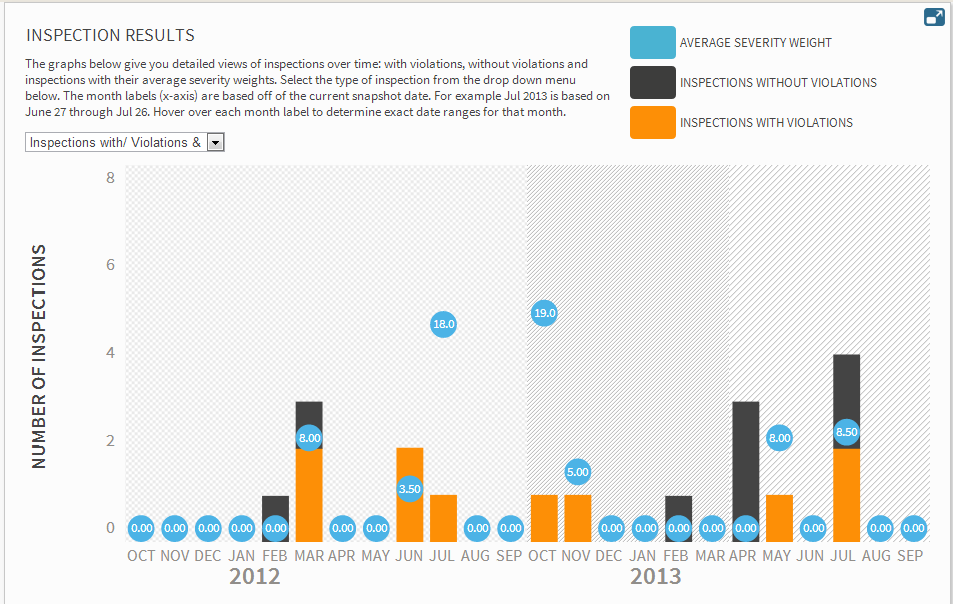 INSPECTION RESULTS
The graphs below give you detailed views of inspections over time: with violations, without violations and
inspections with their average severity weights. Select the type of inspection from the drop down menu
below. The month labels (x-axis) are based off of the current snapshot date. For example Jul 2013 is based on
June 27 through Jul 26. Hover over each month label to determine exact date ranges for that month.
Inspections with/ Violations &
AVERAGE SEVERITY WEIGHT
INSPECTIONS WITHOUT VIOLATIONS
INSPECTIONS WITH VIOLATIONS
NUMBER OF INSPECTIONS
8
6
4
2
0
0.00 0.00 0.00 0.00 0.00 8.00 0.00 0.00 3.50 18.0 0.00 0.00 19.0 5.00 0.00 0.00 0.00 0.00 0.00 8.00 0.00 8.50 0.00 0.00
OCT NOV DEC JAN FEB MAR APR MAY JUN JUL AUG SEP OCT NOV DEC JAN FEB MAR APR MAY JUN JUL AUG SEP
2012 2013